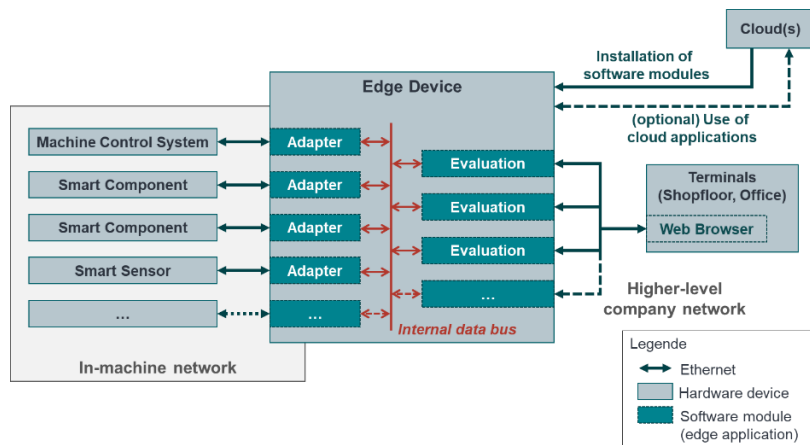 Cloud(s)
Installation of
software modules
Edge Device
(optional) Use of
cloud applications
Machine Control System
Adapter
Evaluation
Smart Component
Adapter
Evaluation
Smart Component
Adapter
Evaluation
Smart Sensor
Adapter
...
...
...
Internal data bus
Terminals
(Shopfloor, Office)
Web Browser
Higher-level
company network
In-machine network
Legende
Ethernet
Hardware device
Software module
(edge application)